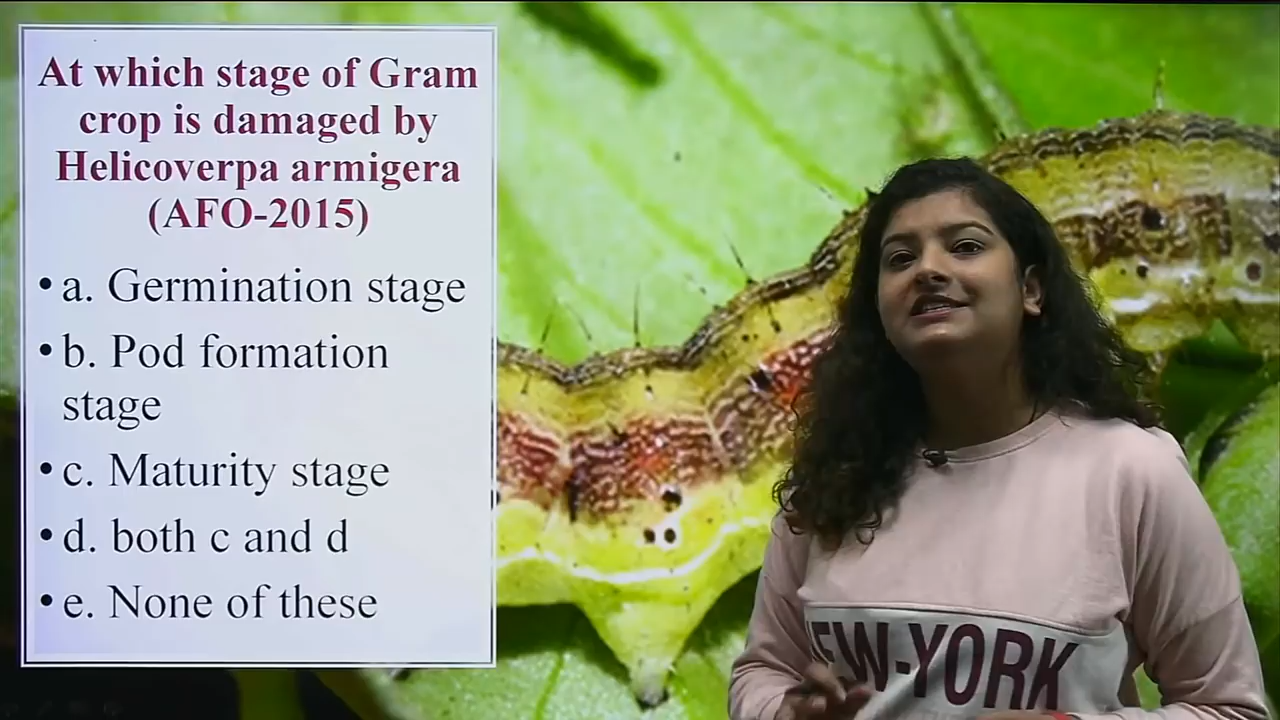 At which stage of Gram
crop is damaged by
Helicoverpa armigera
(AFO-2015)
• a. Germination stage
• b. Pod formation
stage
• c. Maturity stage
• d. both c and d
• e. None of these
EW-YORK